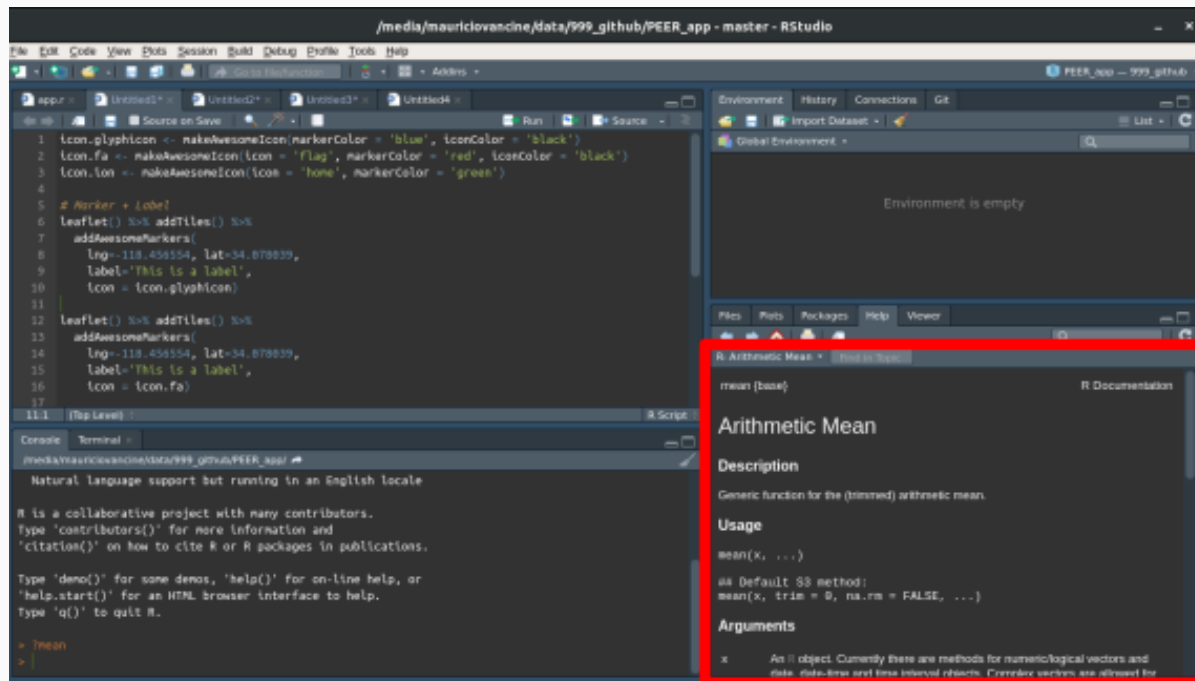 /media/mauriciovancine/data/999_github/PEER_app - master - RStudio
File Edit Code View Plots Session Build Debug Profile Tools Help
Go to file/function Addins
PEER_app — 999_github
app.r Untitled1* Untitled2* Untitled3* Untitled4
Source on Save Run Source
1 icon.glyphicon <- makeAwesomeIcon(markerColor = 'blue', iconColor = 'black')
2 icon.fa <- makeAwesomeIcon(icon = 'flag', markerColor = 'red', iconColor = 'black')
3 icon.ion <- makeAwesomeIcon(icon = 'home', markerColor = 'green')
4
5 # Marker + Label
6 leaflet() %>% addTiles() %>%
7 addAwesomeMarkers(
8 lng=-118.456554, lat=34.078039,
9 label='This is a label',
10 icon = icon.glyphicon)
11
12 leaflet() %>% addTiles() %>%
13 addAwesomeMarkers(
14 lng=-118.456554, lat=34.078039,
15 label='This is a label',
16 icon = icon.fa)
17
11:1 (Top Level) R Script
Console Terminal
/media/mauriciovancine/data/999_github/PEER_app/
Natural language support but running in an English locale
R is a collaborative project with many contributors.
Type 'contributors()' for more information and
'citation()' on how to cite R or R packages in publications.
Type 'demo()' for some demos, 'help()' for on-line help, or
'help.start()' for an HTML browser interface to help.
Type 'q()' to quit R.
> ?mean
>
Environment History Connections Git
Import Dataset List
Global Environment
Environment is empty
Files Plots Packages Help Viewer
R: Arithmetic Mean Find in Topic
mean {base} R Documentation
Arithmetic Mean
Description
Generic function for the (trimmed) arithmetic mean.
Usage
mean(x, ...)
## Default S3 method:
mean(x, trim = 0, na.rm = FALSE, ...)
Arguments
x An R object. Currently there are methods for numeric/logical vectors and
date, date-time and time interval objects. Complex vectors are allowed for